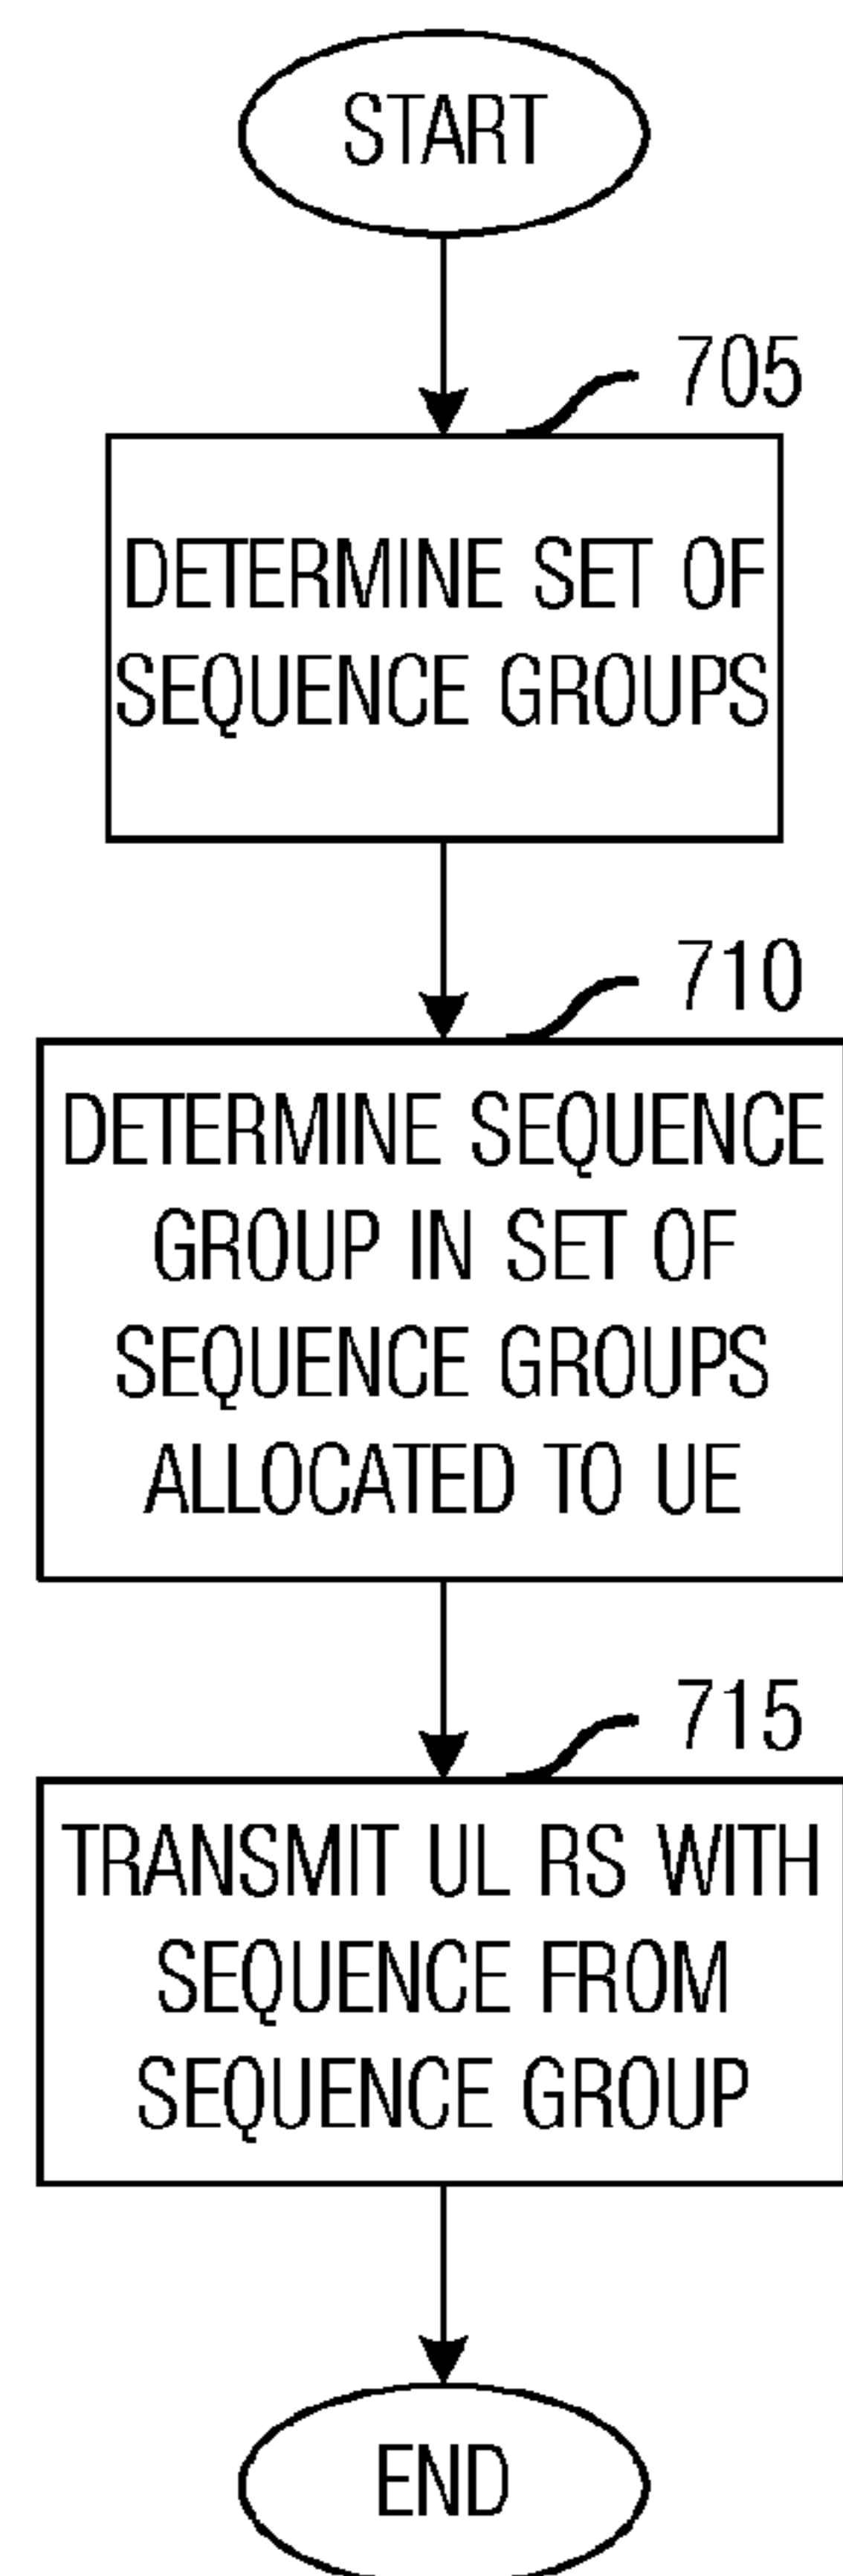 START
705
DETERMINE SET OF
SEQUENCE GROUPS
710
DETERMINE SEQUENCE
GROUP IN SET OF
SEQUENCE GROUPS
ALLOCATED TO UE
715
TRANSMIT UL RS WITH
SEQUENCE FROM
SEQUENCE GROUP
END